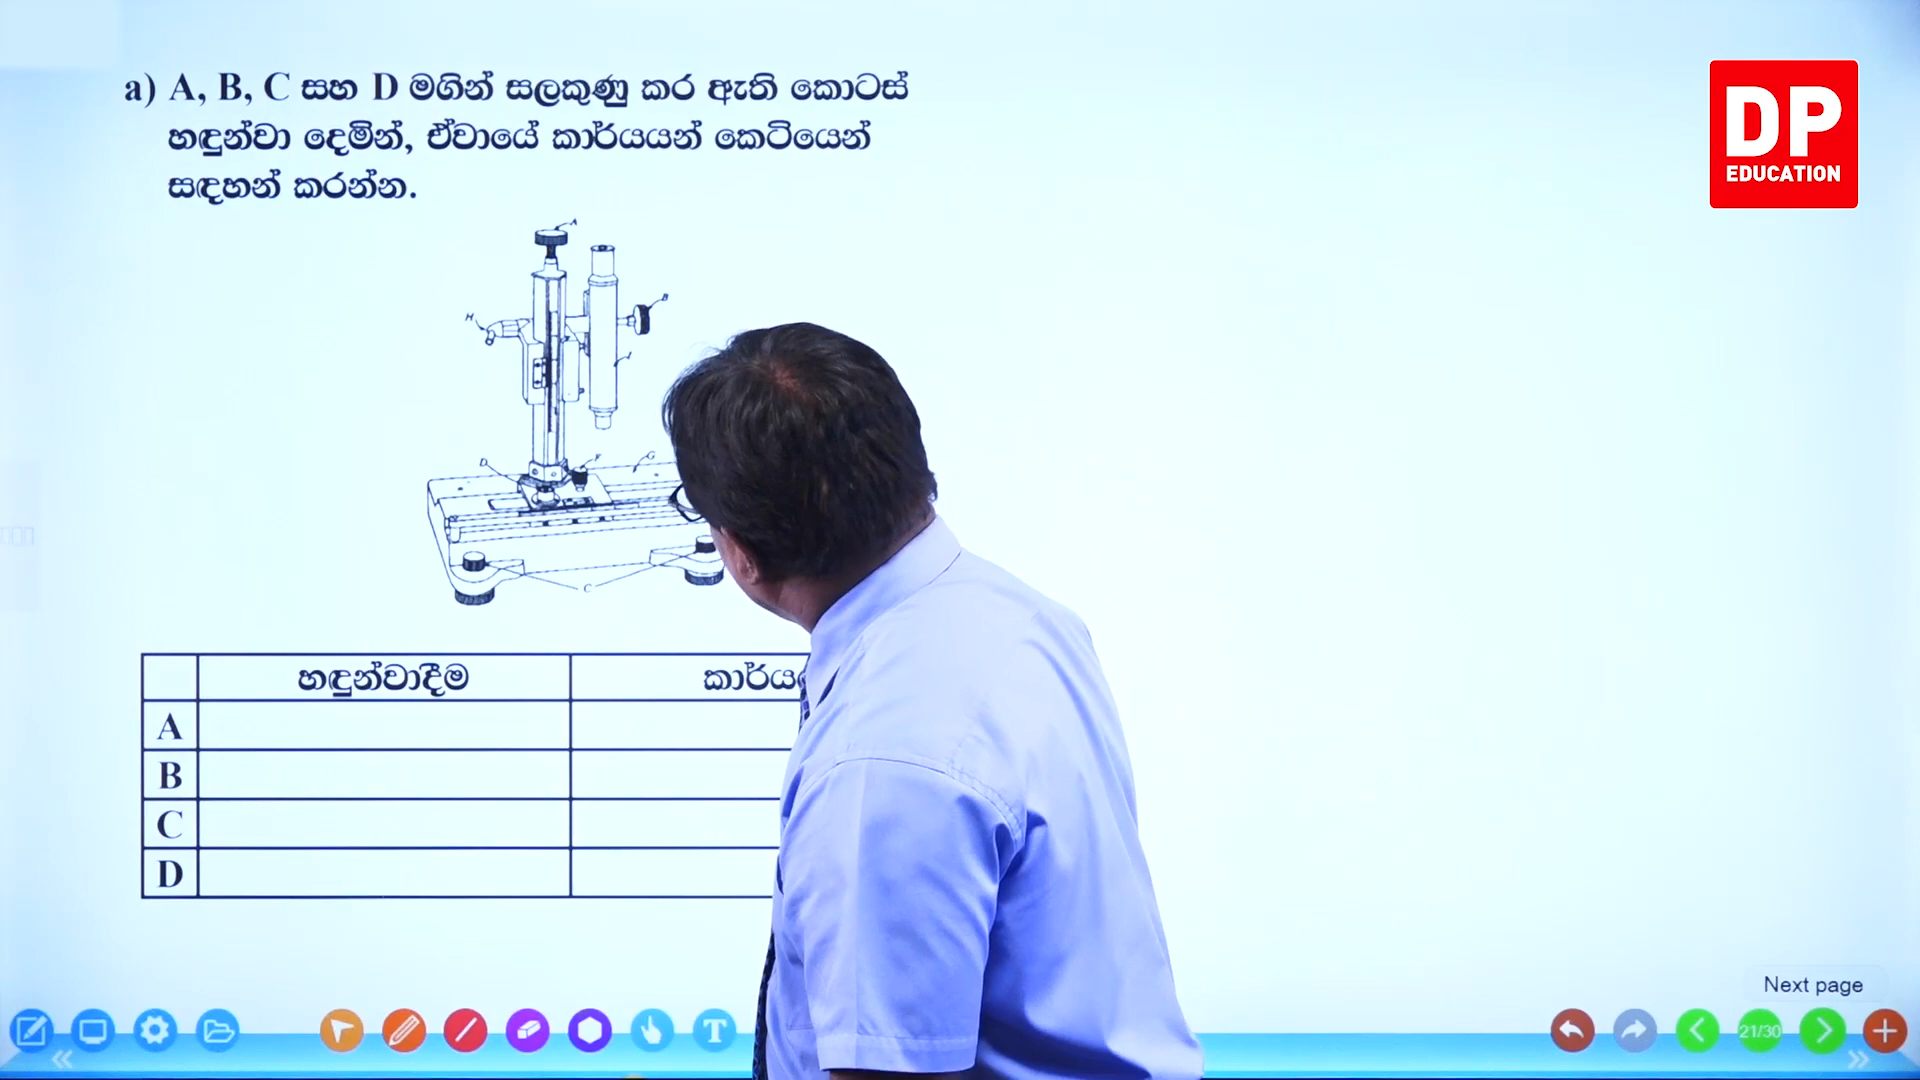 a) A, B, C සහ D මගින් සලකුණු කර ඇති කොටස්
හඳුන්වා දෙමින්, ඒවායේ කාර්යයන් කෙටියෙන්
සඳහන් කරන්න.
DP
EDUCATION
A
B
H
I
D
F
G
C
හඳුන්වාදීම
A
B
C
D
Next page
T
21/30